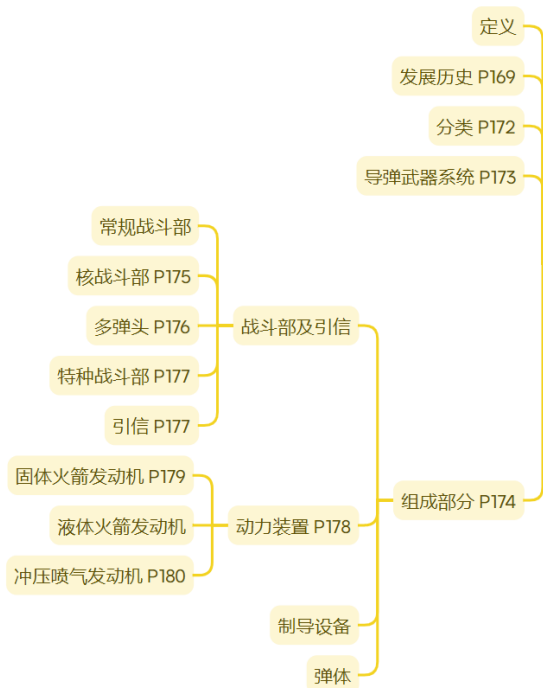 定义
发展历史 P169
分类 P172
导弹武器系统 P173
常规战斗部
核战斗部 P175
多弹头 P176
战斗部及引信
特种战斗部 P177
引信 P177
固体火箭发动机 P179
组成部分 P174
液体火箭发动机
动力装置 P178
冲压喷气发动机 P180
制导设备
弹体